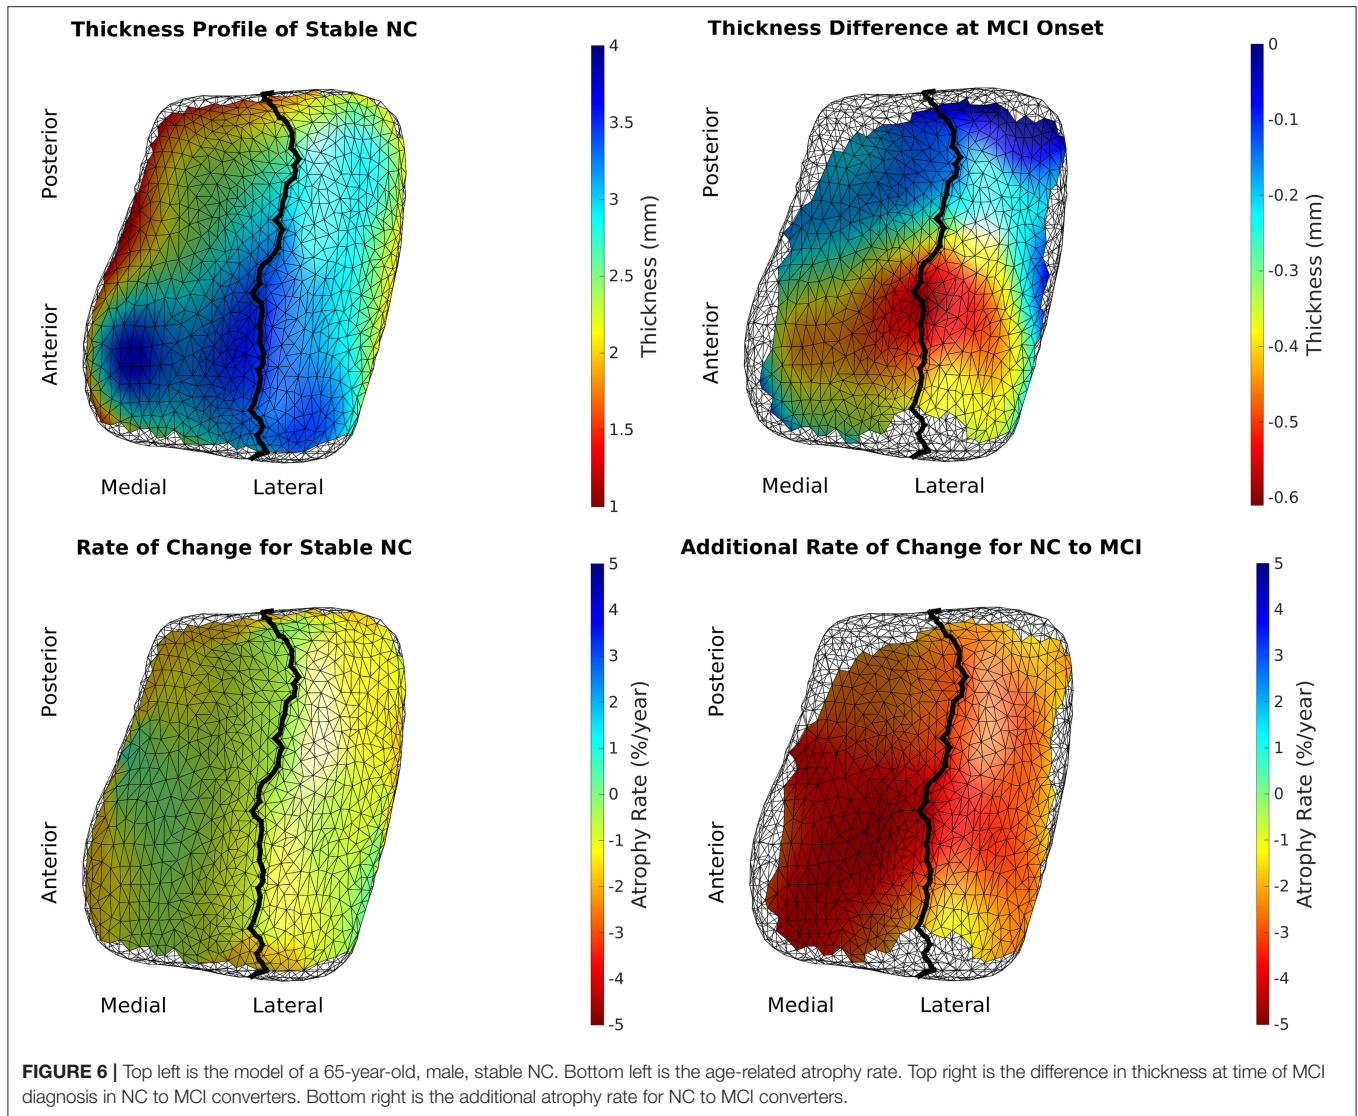 Thickness Profile of Stable NC
Posterior
Anterior
Medial
Lateral
4
3.5
3
2.5
2
1.5
1
Thickness (mm)
Thickness Difference at MCI Onset
Posterior
Anterior
Medial
Lateral
0
-0.1
-0.2
-0.3
-0.4
-0.5
-0.6
Thickness (mm)
Rate of Change for Stable NC
Posterior
Anterior
Medial
Lateral
5
4
3
2
1
0
-1
-2
-3
-4
-5
Atrophy Rate (%/year)
Additional Rate of Change for NC to MCI
Posterior
Anterior
Medial
Lateral
5
4
3
2
1
0
-1
-2
-3
-4
-5
Atrophy Rate (%/year)
FIGURE 6 | Top left is the model of a 65-year-old, male, stable NC. Bottom left is the age-related atrophy rate. Top right is the difference in thickness at time of MCI
diagnosis in NC to MCI converters. Bottom right is the additional atrophy rate for NC to MCI converters.